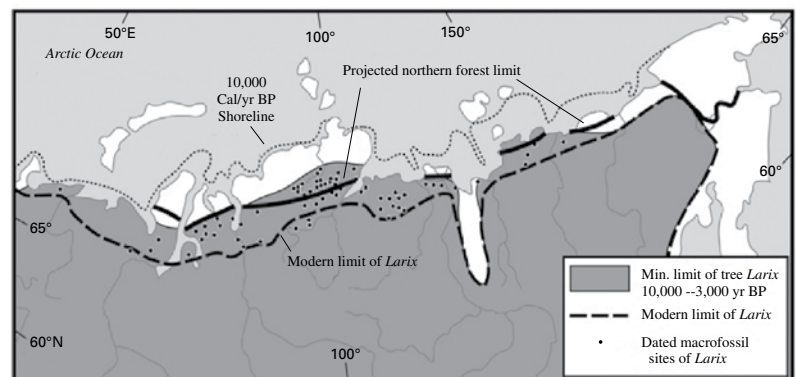 50°E
100°
150°
65°
Arctic Ocean
Projected northern forest limit
10,000
Cal/yr BP
Shoreline
60°
65°
Modern limit of Larix
Min. limit of tree Larix
10,000 --3,000 yr BP
Modern limit of Larix
60°N
100°
Dated macrofossil
sites of Larix